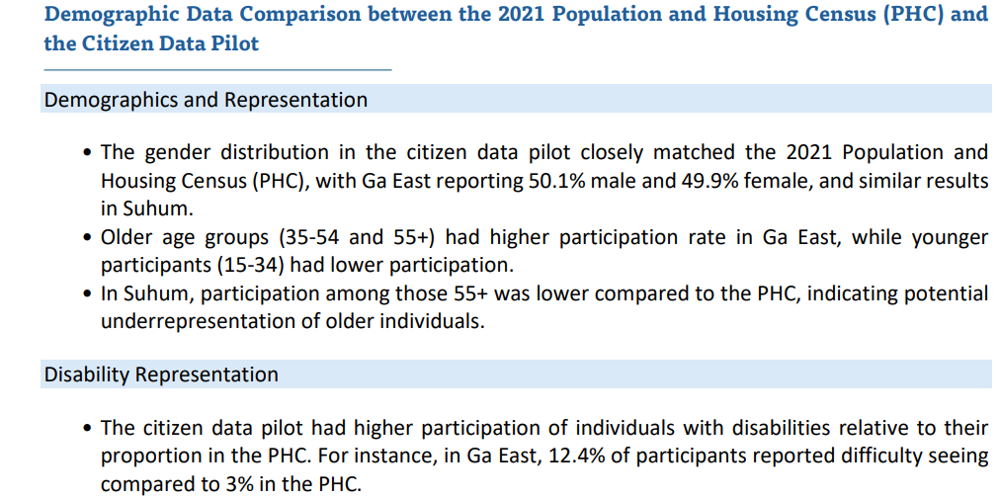 Demographic Data Comparison between the 2021 Population and Housing Census (PHC) and
the Citizen Data Pilot
Demographics and Representation
• The gender distribution in the citizen data pilot closely matched the 2021 Population and
Housing Census (PHC), with Ga East reporting 50.1% male and 49.9% female, and similar results
in Suhum.
• Older age groups (35-54 and 55+) had higher participation rate in Ga East, while younger
participants (15-34) had lower participation.
• In Suhum, participation among those 55+ was lower compared to the PHC, indicating potential
underrepresentation of older individuals.
Disability Representation
• The citizen data pilot had higher participation of individuals with disabilities relative to their
proportion in the PHC. For instance, in Ga East, 12.4% of participants reported difficulty seeing
compared to 3% in the PHC.